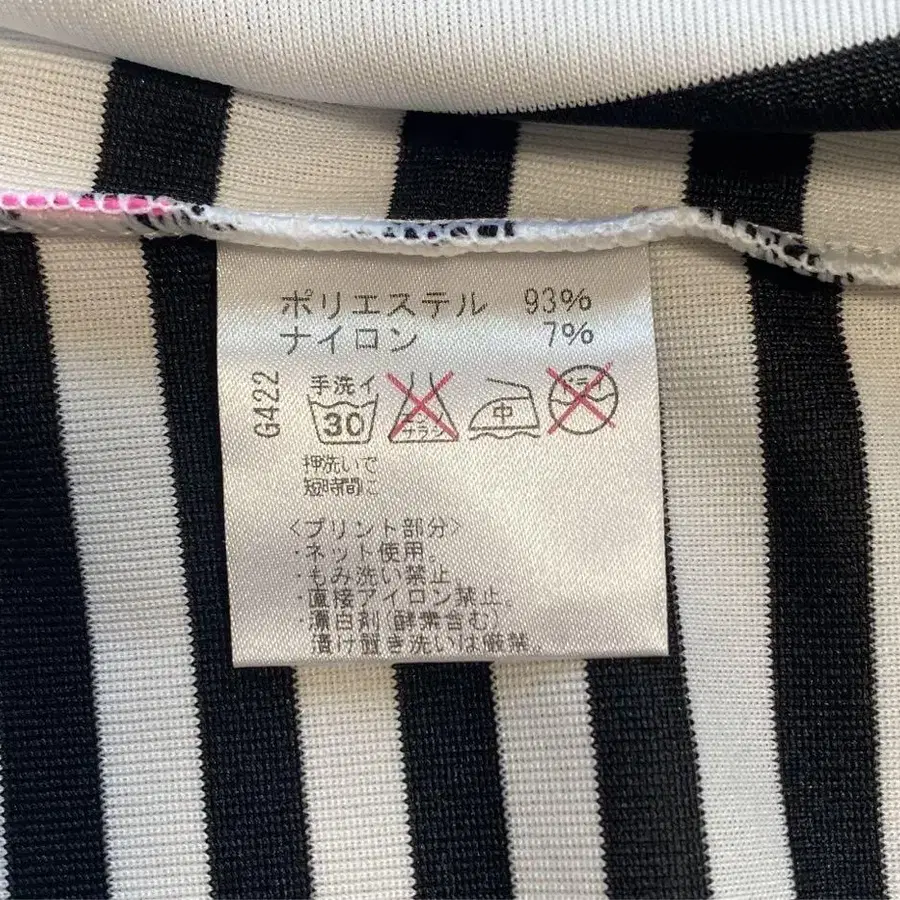 ポリエステル 93%
ナイロン 7%
G422
手洗イ
30
中
押洗いで
短時間に
<プリント部分>
・ネット使用。
・もみ洗い禁止
・直接アイロン禁止。
・漂白剤(酵素含む)
漬け置き洗いは厳禁。